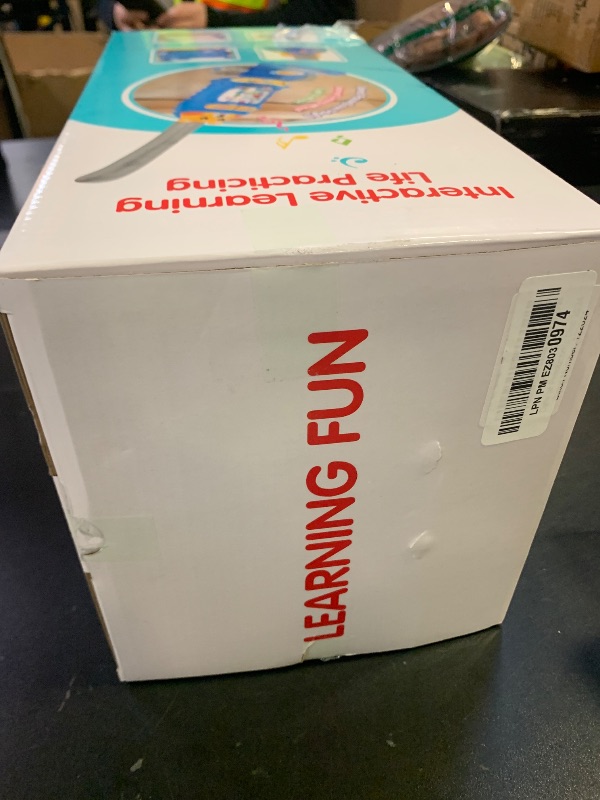 Interactive Learning
Life Practicing
LEARNING FUN
LPN PM EZ8030974